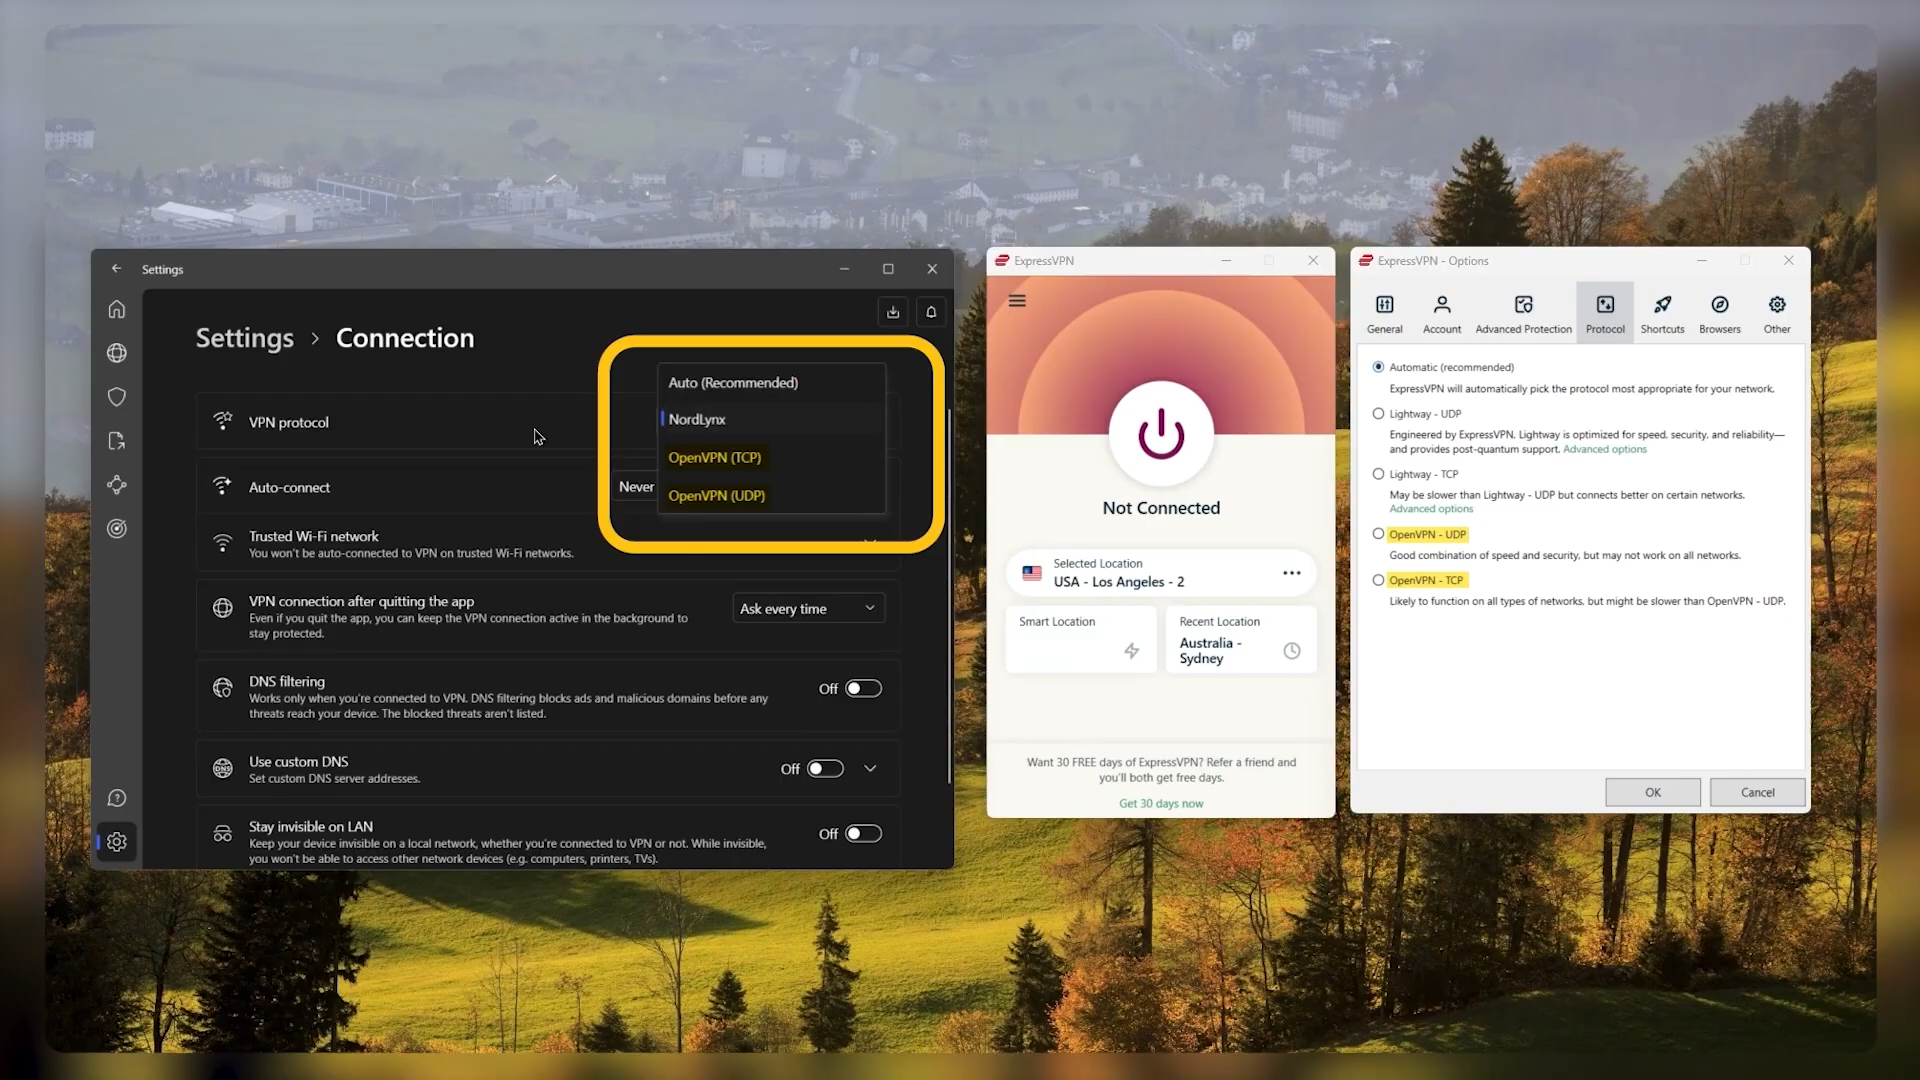 Settings
Settings > Connection
VPN protocol
Auto (Recommended)
NordLynx
OpenVPN (TCP)
OpenVPN (UDP)
Auto-connect
Never
Trusted Wi-Fi network
You won't be auto-connected to VPN on trusted Wi-Fi networks.
VPN connection after quitting the app
Even if you quit the app, you can keep the VPN connection active in the background to
stay protected.
Ask every time
DNS filtering
Works only when you're connected to VPN. DNS filtering blocks ads and malicious domains before any
threats reach your device. The blocked threats aren't listed.
Off
DNS
Use custom DNS
Set custom DNS server addresses.
Off
Stay invisible on LAN
Keep your device invisible on a local network, whether you're connected to VPN or not. While invisible,
you won't be able to access other network devices (e.g. computers, printers, TVs).
Off
ExpressVPN
Not Connected
Selected Location
USA - Los Angeles - 2
Smart Location
Recent Location
Australia -
Sydney
Want 30 FREE days of ExpressVPN? Refer a friend and
you'll both get free days.
Get 30 days now
ExpressVPN - Options
General
Account
Advanced Protection
Protocol
Shortcuts
Browsers
Other
Automatic (recommended)
ExpressVPN will automatically pick the protocol most appropriate for your network.
Lightway - UDP
Engineered by ExpressVPN, Lightway is optimized for speed, security, and reliability—
and provides post-quantum support. Advanced options
Lightway - TCP
May be slower than Lightway - UDP but connects better on certain networks.
Advanced options
OpenVPN - UDP
Good combination of speed and security, but may not work on all networks.
OpenVPN - TCP
Likely to function on all types of networks, but might be slower than OpenVPN - UDP.
OK
Cancel